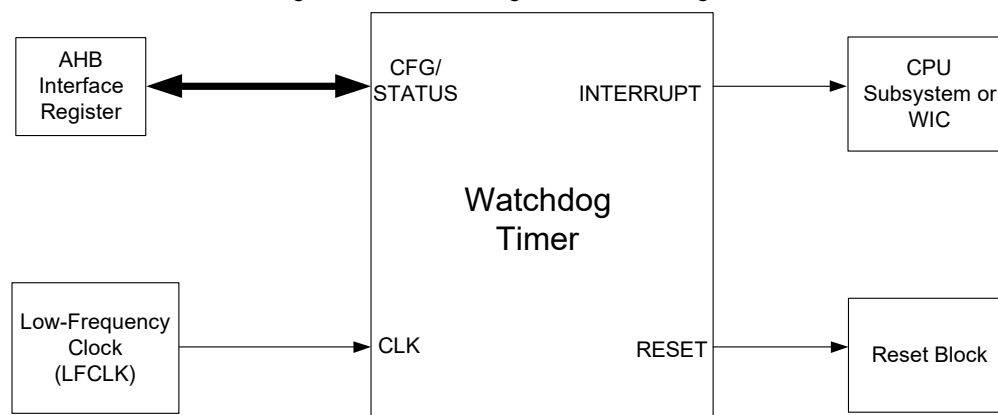 AHB
Interface
Register
CFG/
STATUS
INTERRUPT
CPU
Subsystem or
WIC
Watchdog
Timer
Low-Frequency
Clock
(LFCLK)
CLK
RESET
Reset Block